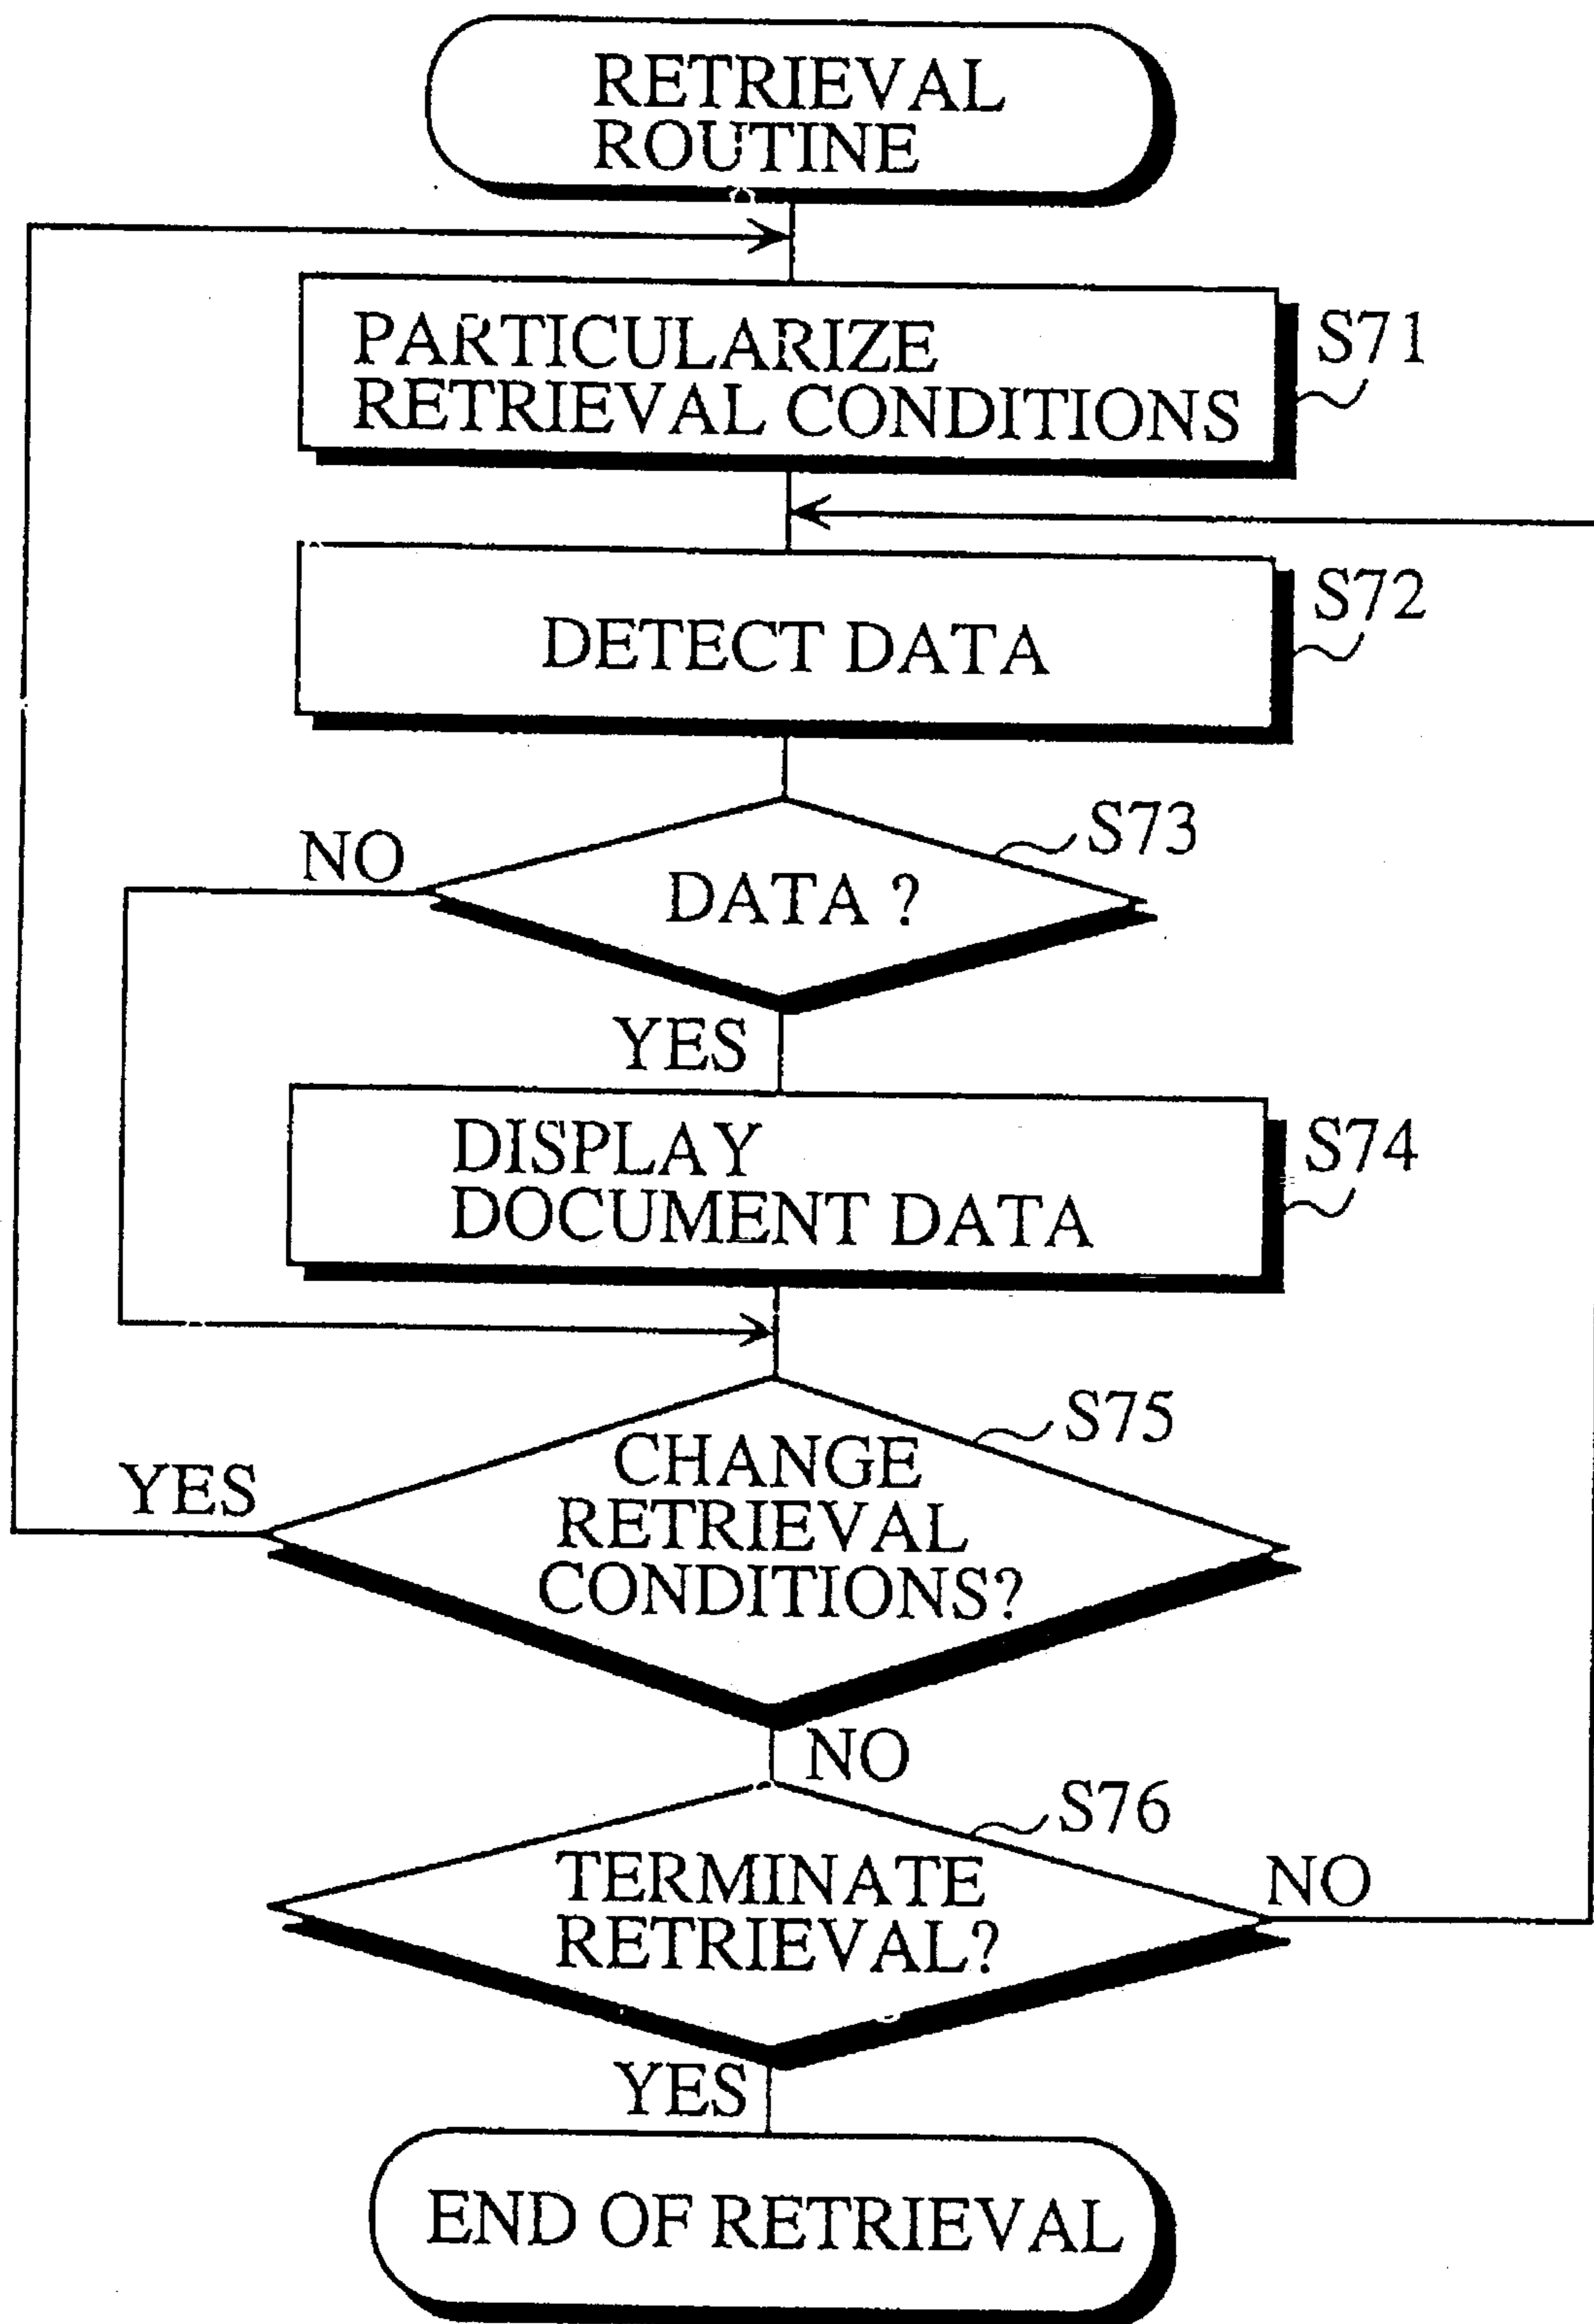 RETRIEVAL
ROUTINE
PARTICULARIZE
RETRIEVAL CONDITIONS
S71
DETECT DATA
S72
S73
NO
DATA ?
YES
DISPLAY
DOCUMENT DATA
S74
S75
CHANGE
RETRIEVAL
CONDITIONS?
YES
NO
S76
TERMINATE
RETRIEVAL?
NO
YES
END OF RETRIEVAL